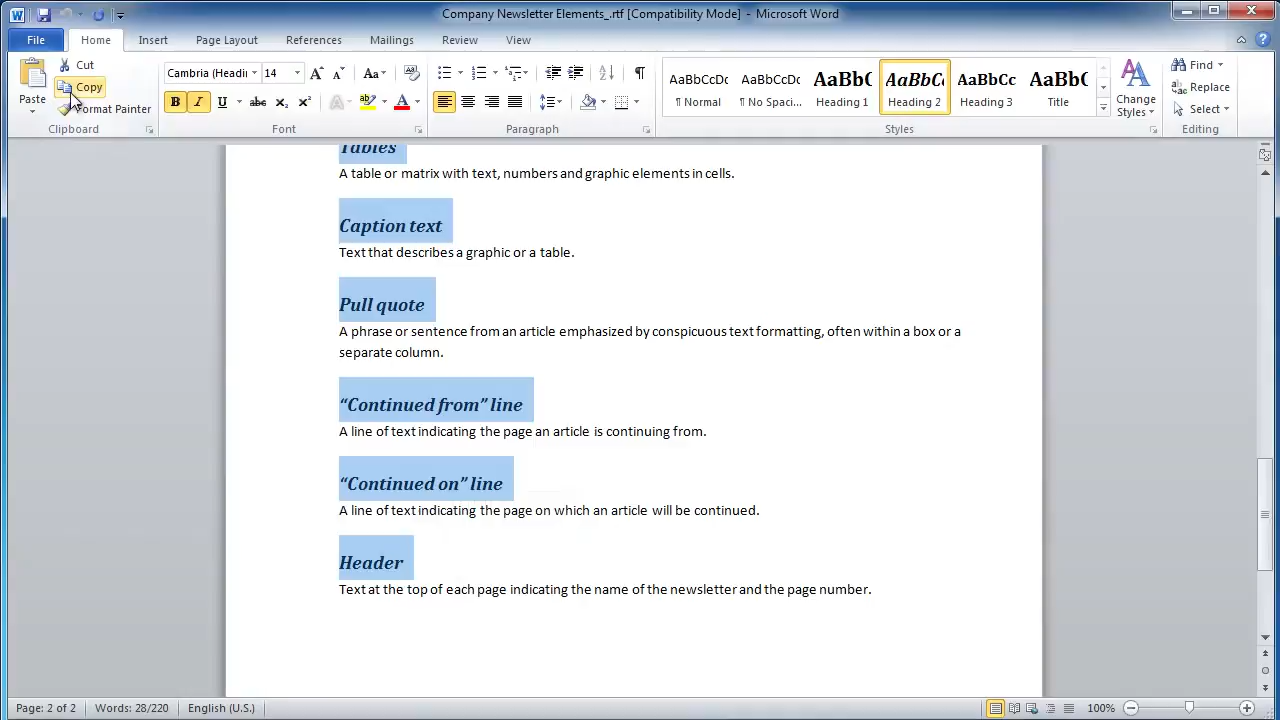 Company Newsletter Elements_.rtf [Compatibility Mode] - Microsoft Word
File Home Insert Page Layout References Mailings Review View
Paste
Cut
Copy
Format Painter
Clipboard
Cambria (Headi 14
Aa
B I U abc x₂ x² A ab A
Font
Paragraph
AaBbCcDc AaBbCcDc AaBbC AaBbC AaBbCc AaBbC
¶ Normal ¶ No Spaci... Heading 1 Heading 2 Heading 3 Title
Change
Styles
Styles
Find
Replace
Select
Editing
Tables
A table or matrix with text, numbers and graphic elements in cells.
Caption text
Text that describes a graphic or a table.
Pull quote
A phrase or sentence from an article emphasized by conspicuous text formatting, often within a box or a
separate column.
“Continued from” line
A line of text indicating the page an article is continuing from.
“Continued on” line
A line of text indicating the page on which an article will be continued.
Header
Text at the top of each page indicating the name of the newsletter and the page number.
Page: 2 of 2 Words: 28/220 English (U.S.) 100%